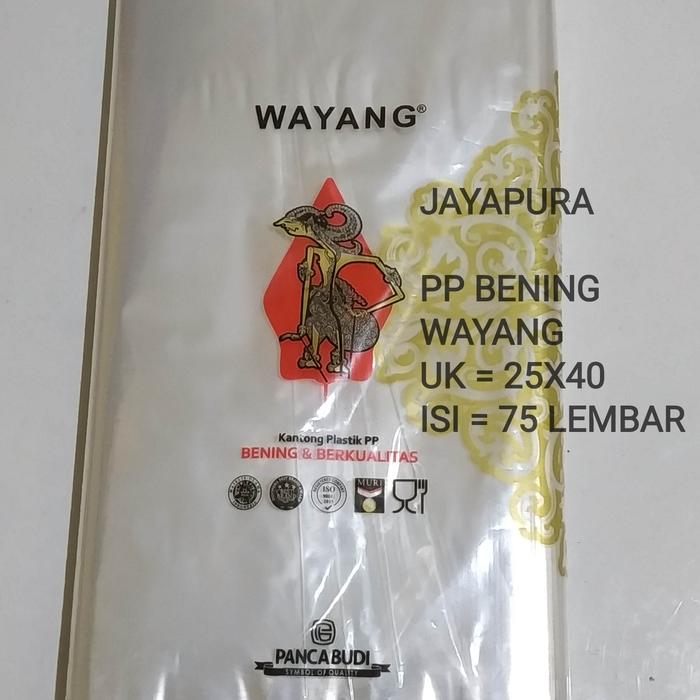 WAYANG®
JAYAPURA
PP BENING
WAYANG
UK = 25X40
ISI = 75 LEMBAR
Kantong Plastik PP
BENING & BERKUALITAS
ISO
MURI
PANCA BUDI
SYMBOL OF QUALITY